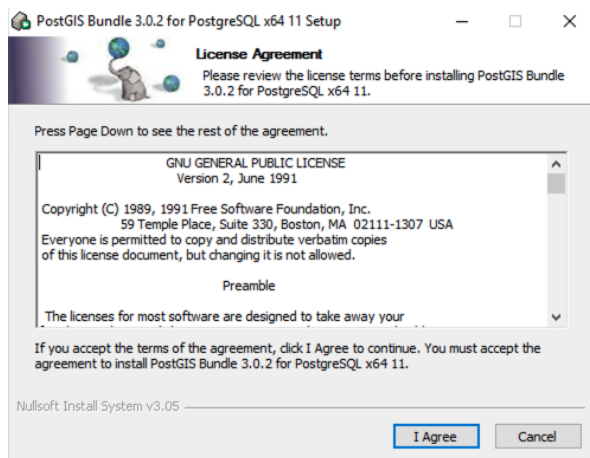 PostGIS Bundle 3.0.2 for PostgreSQL x64 11 Setup
License Agreement
Please review the license terms before installing PostGIS Bundle
3.0.2 for PostgreSQL x64 11.
Press Page Down to see the rest of the agreement.
GNU GENERAL PUBLIC LICENSE
Version 2, June 1991
Copyright (C) 1989, 1991 Free Software Foundation, Inc.
59 Temple Place, Suite 330, Boston, MA  02111-1307  USA
Everyone is permitted to copy and distribute verbatim copies
of this license document, but changing it is not allowed.
Preamble
The licenses for most software are designed to take away your
If you accept the terms of the agreement, click I Agree to continue. You must accept the
agreement to install PostGIS Bundle 3.0.2 for PostgreSQL x64 11.
Nullsoft Install System v3.05
I Agree
Cancel